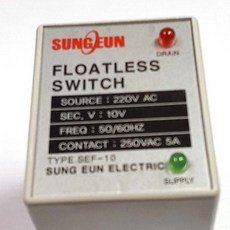 SUNGEUN
DRAIN
FLOATLESS
SWITCH
SOURCE : 220V AC
SEC, V : 10V
FREQ : 50/60HZ
CONTACT : 250VAC 5A
TYPE SEF-10
SUNG EUN ELECTRIC
SUPPLY